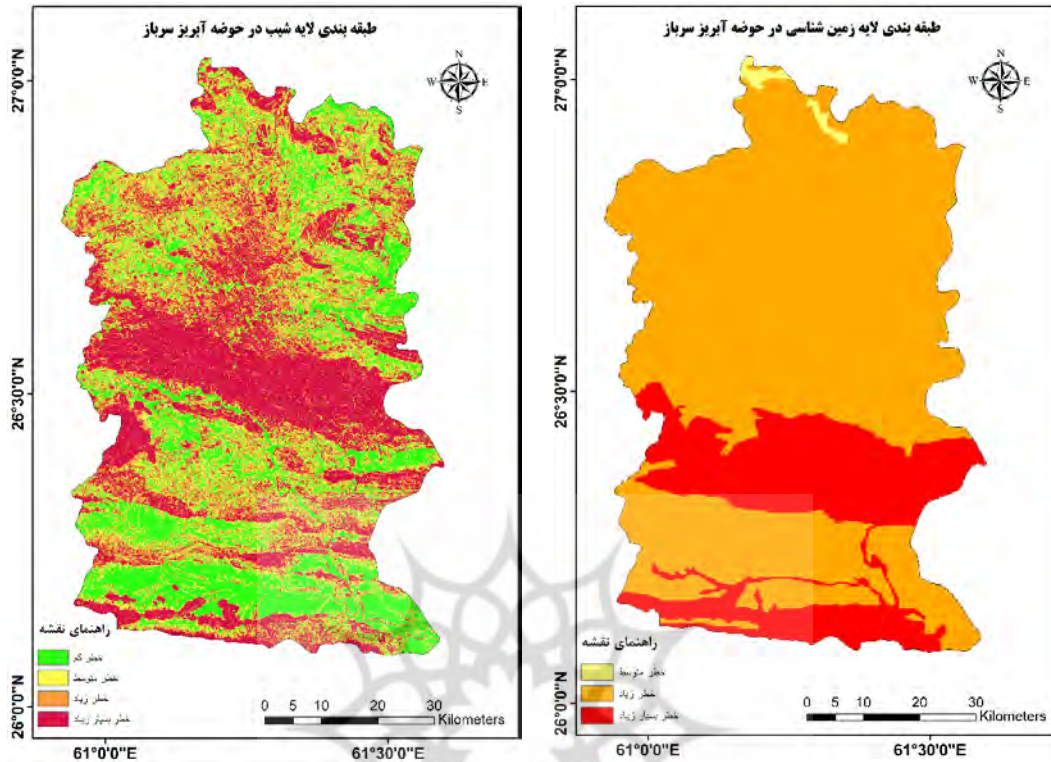 طبقه بندی لایه شیب در حوضه آبریز سرباز
N
W E
S
27°0'0"N
26°30'0"N
26°0'0"N
راهنمای نقشه
خطر کم
خطر متوسط
خطر زیاد
خطر بسیار زیاد
0 5 10 20 30
Kilometers
61°0'0"E 61°30'0"E
طبقه بندی لایه زمین شناسی در حوضه آبریز سرباز
N
W E
S
27°0'0"N
26°30'0"N
26°0'0"N
راهنمای نقشه
خطر متوسط
خطر زیاد
خطر بسیار زیاد
0 5 10 20 30
Kilometers
61°0'0"E 61°30'0"E